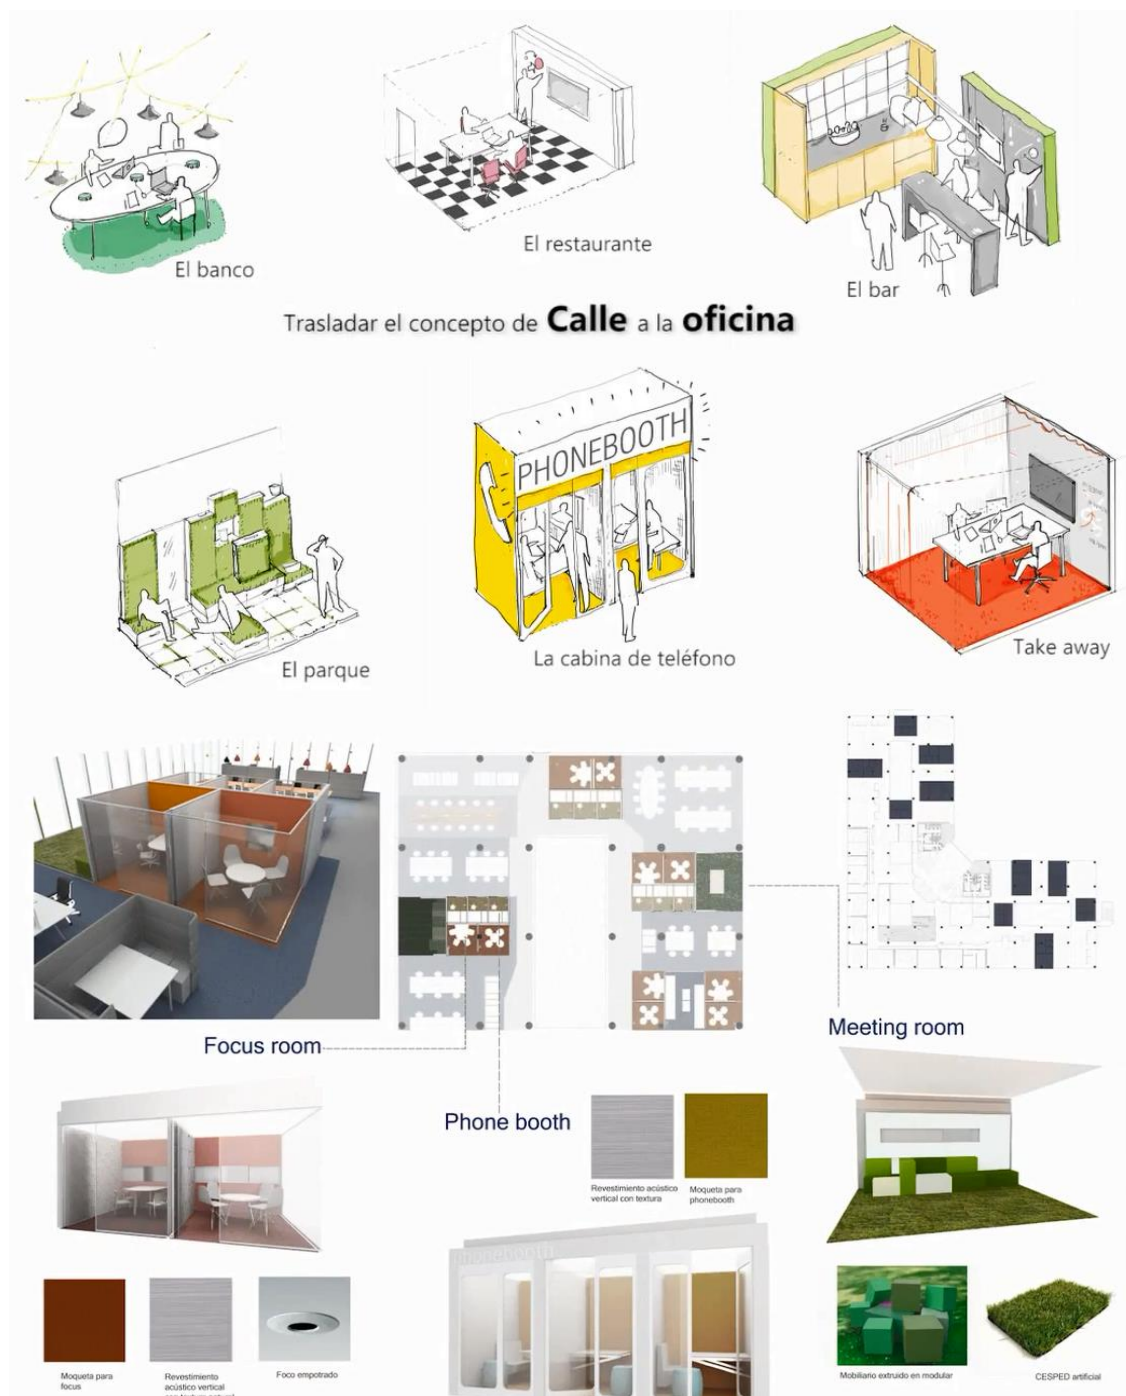 El banco
El restaurante
El bar
Trasladar el concepto de Calle a la oficina
PHONEBOOTH
El parque
La cabina de teléfono
Take away
Focus room
Meeting room
Phone booth
Revestimiento acústico
vertical con textura
Moqueta para
phonebooth
phonebooth
Moqueta para
focus
Revestimiento
acústico vertical
Foco empotrado
Mobiliario extruido en modular
CESPED artificial